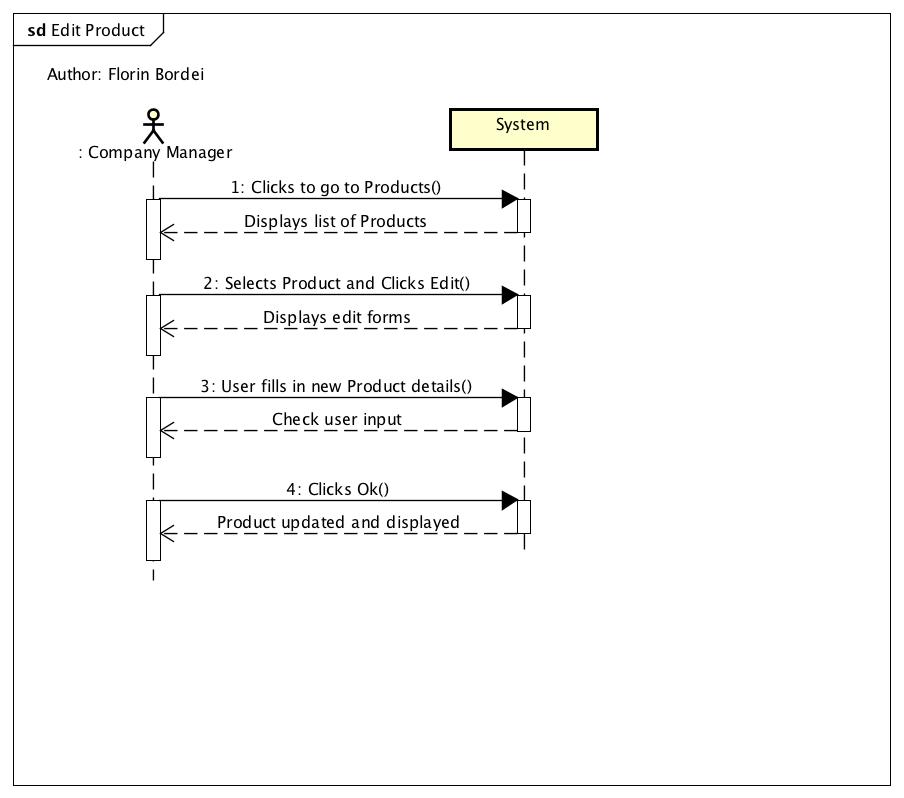 sd Edit Product
Author: Florin Bordei
: Company Manager
System
1: Clicks to go to Products()
Displays list of Products
2: Selects Product and Clicks Edit()
Displays edit forms
3: User fills in new Product details()
Check user input
4: Clicks Ok()
Product updated and displayed